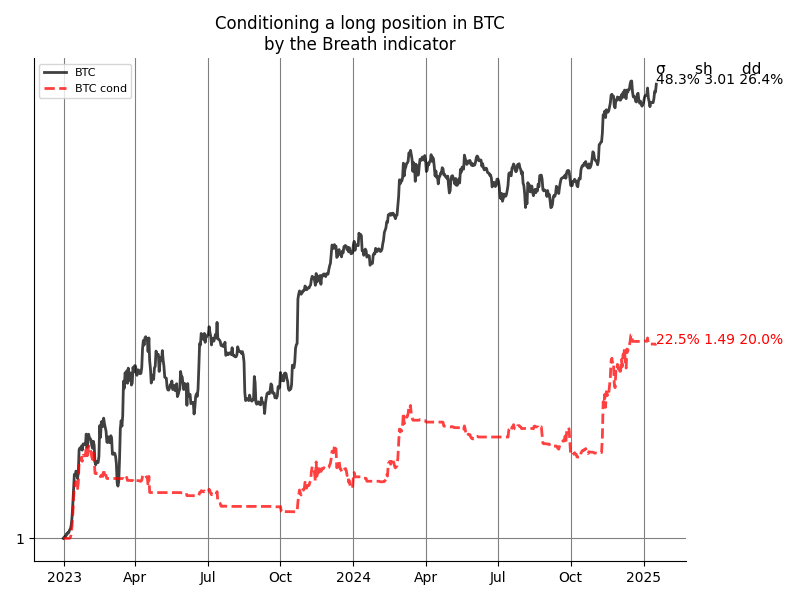 Conditioning a long position in BTC
by the Breath indicator
BTC
BTC cond
σ sh dd
48.3% 3.01 26.4%
22.5% 1.49 20.0%
1
2023 Apr Jul Oct 2024 Apr Jul Oct 2025